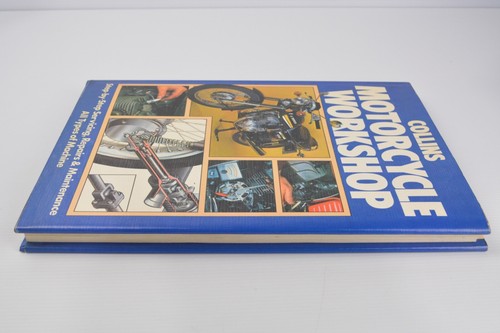 COLLINS
MOTORCYCLE
WORKSHOP
Step by Step Servicing, Repairs & Maintenance
All Types of Machine